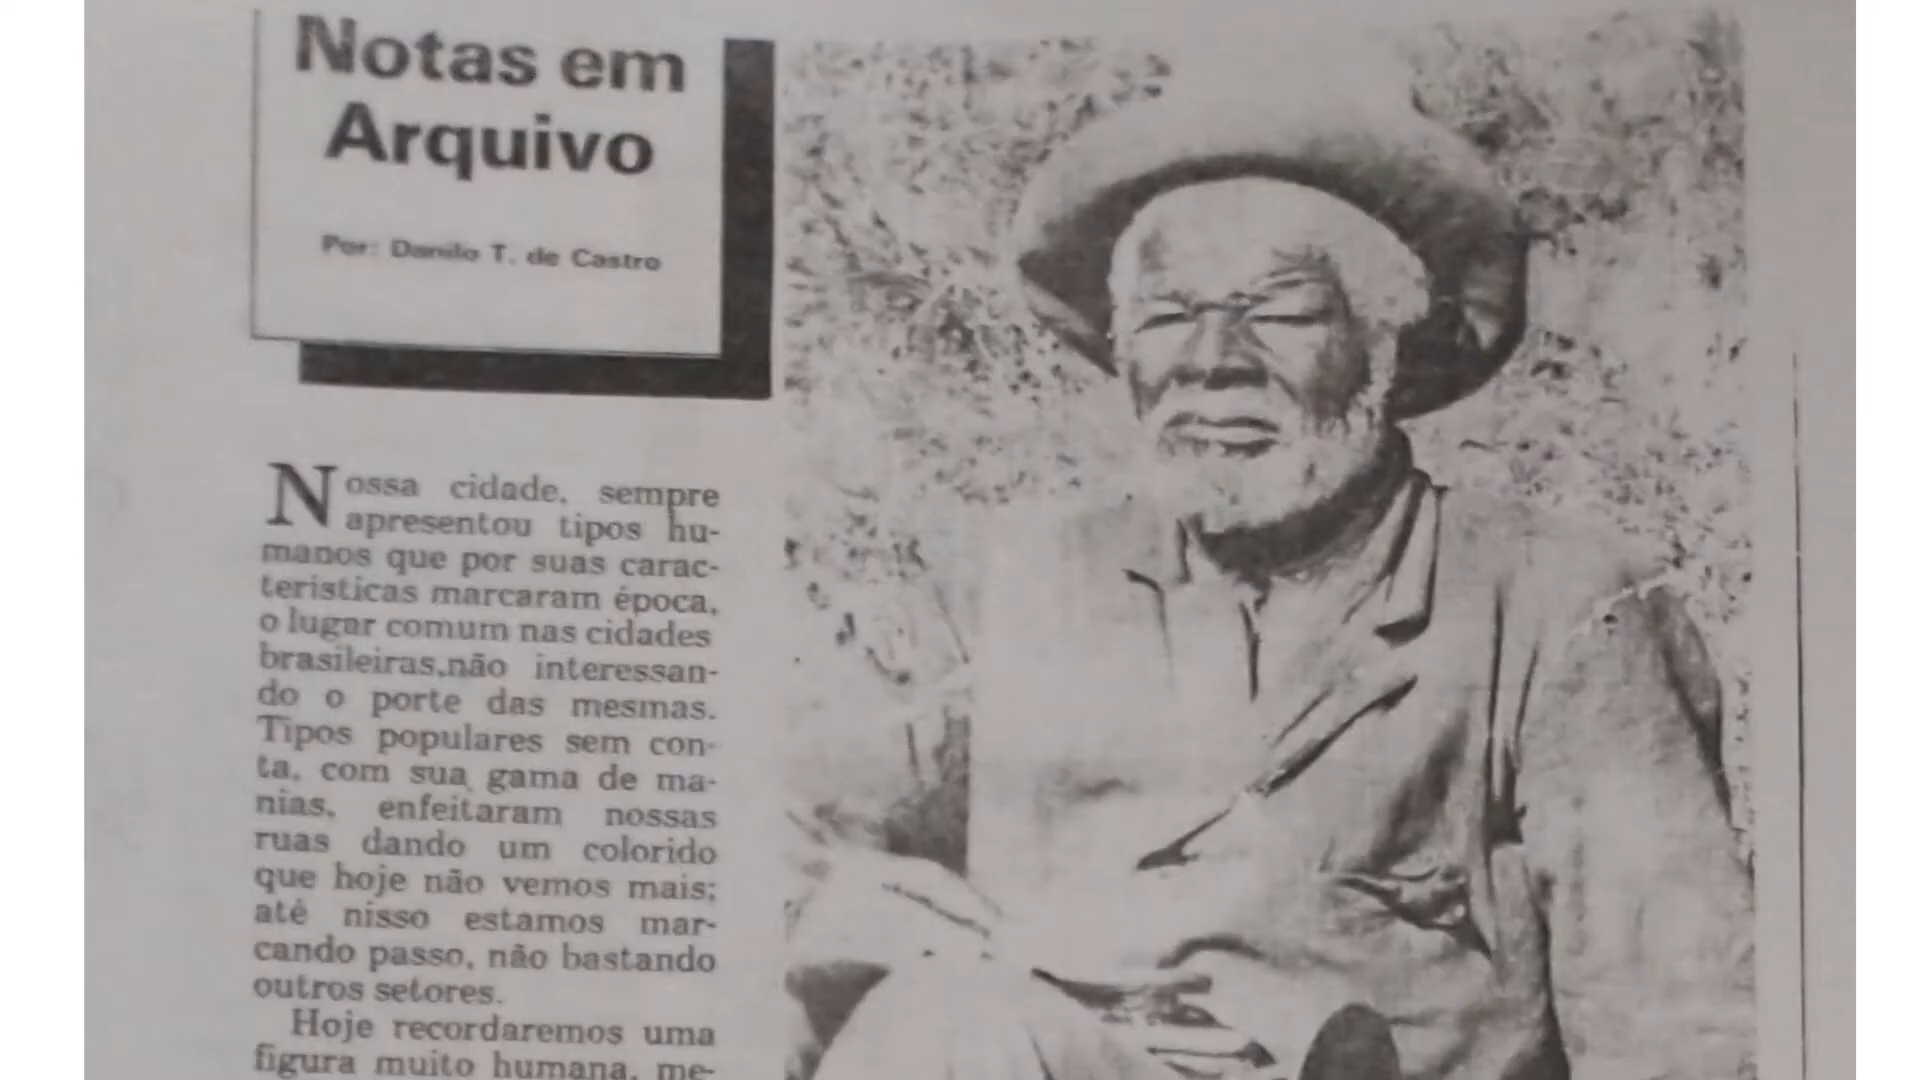 Notas em
Arquivo
Por: Danilo T. de Castro
Nossa cidade, sempre
apresentou tipos hu-
manos que por suas carac-
terísticas marcaram época,
o lugar comum nas cidades
brasileiras,não interessan-
do o porte das mesmas.
Tipos populares sem con-
ta, com sua gama de ma-
nias, enfeitaram nossas
ruas dando um colorido
que hoje não vemos mais;
até nisso estamos mar-
cando passo, não bastando
outros setores.
Hoje recordaremos uma
figura muito humana, me-